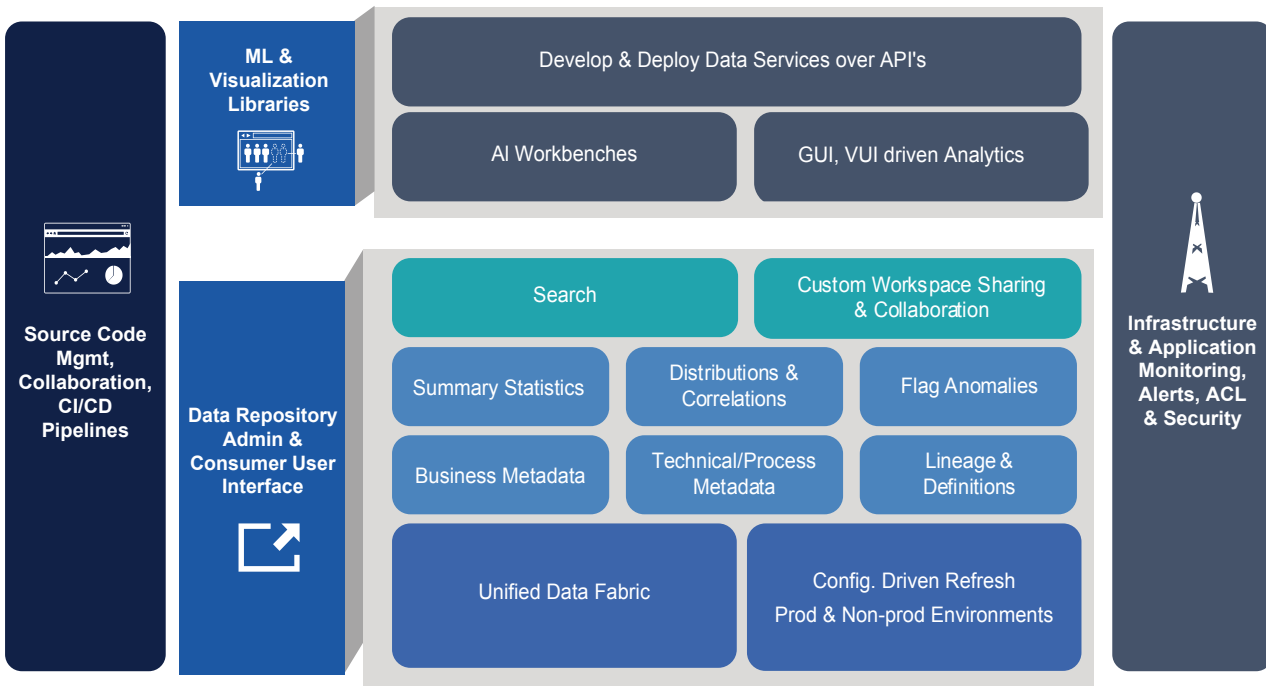 Source Code
Mgmt,
Collaboration,
CI/CD
Pipelines
ML &
Visualization
Libraries
Develop & Deploy Data Services over API's
AI Workbenches
GUI, VUI driven Analytics
Data Repository
Admin &
Consumer User
Interface
Search
Custom Workspace Sharing
& Collaboration
Summary Statistics
Distributions &
Correlations
Flag Anomalies
Business Metadata
Technical/Process
Metadata
Lineage &
Definitions
Unified Data Fabric
Config. Driven Refresh
Prod & Non-prod Environments
Infrastructure
& Application
Monitoring,
Alerts, ACL
& Security